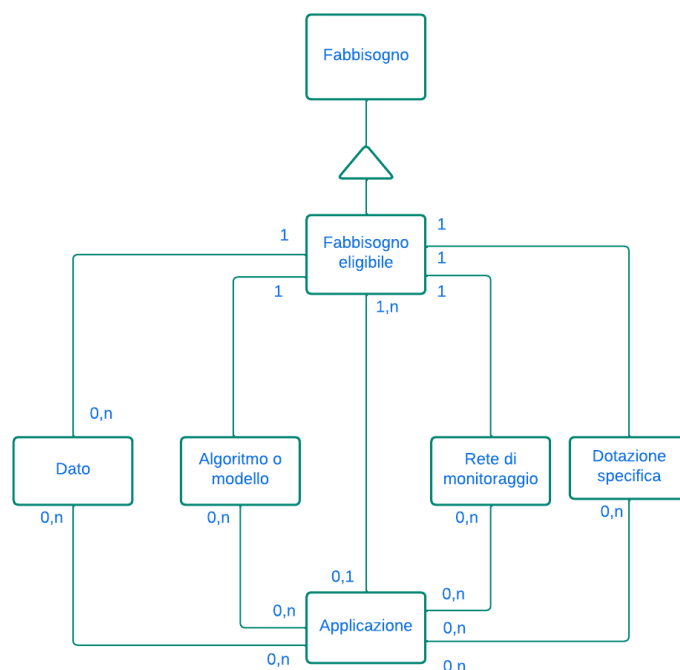 Fabbisogno
Fabbisogno
eligibile
1
1
1
1
1
1,n
0,n
Dato
Algoritmo o
modello
Rete di
monitoraggio
Dotazione
specifica
0,n
0,n
0,n
0,n
0,1
0,n
0,n
Applicazione
0,n
0,n
0,n